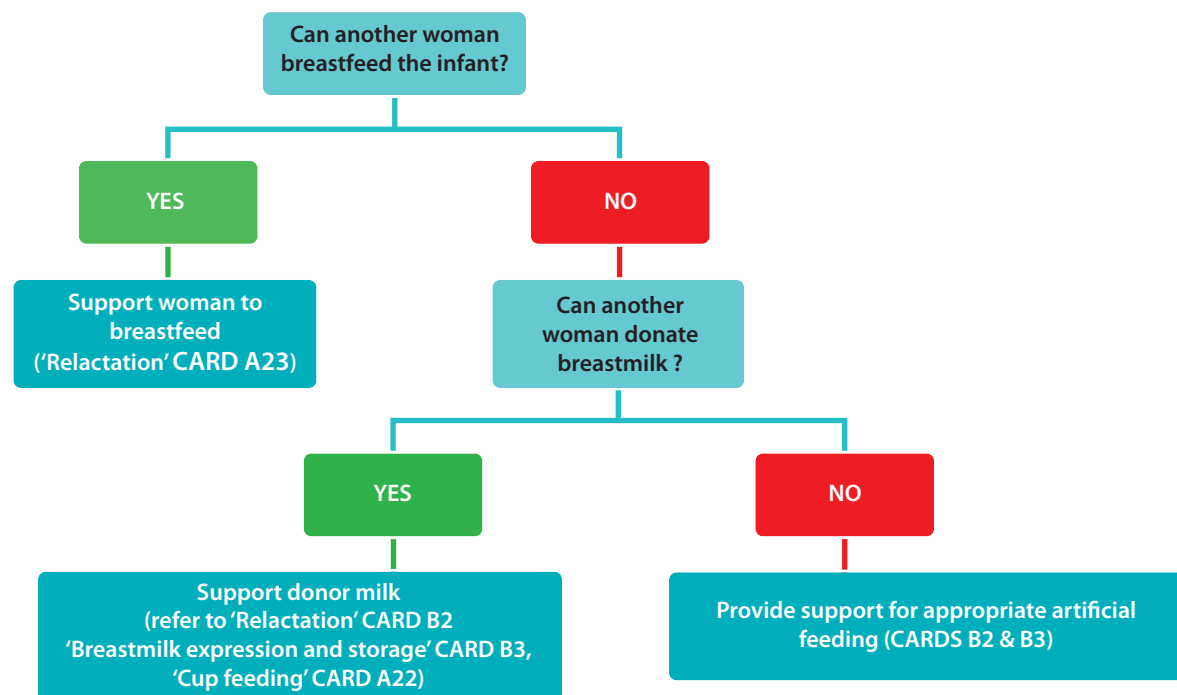 Can another woman
breastfeed the infant?
YES
NO
Support woman to
breastfeed
(‘Relactation’ CARD A23)
Can another
woman donate
breastmilk ?
YES
NO
Support donor milk
(refer to ‘Relactation’ CARD B2
‘Breastmilk expression and storage’ CARD B3,
‘Cup feeding’ CARD A22)
Provide support for appropriate artificial
feeding (CARDS B2 & B3)